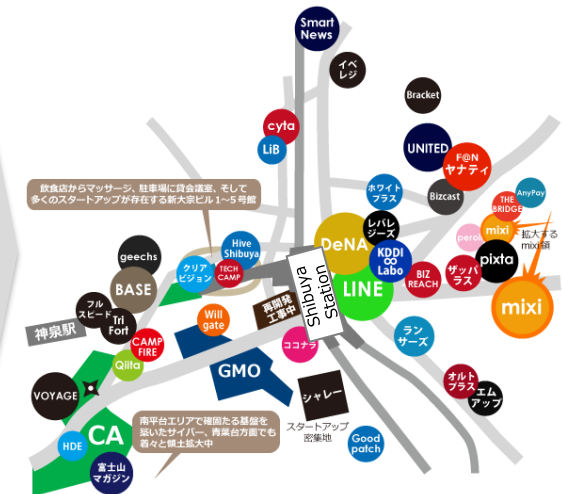 Smart
News
イベ
レジ
Bracket
cyta
LiB
UNITED
F@N
ヤナティ
Bizcast
ホワイト
プラス
AnyPay
THE
BRIDGE
mixi
拡大する
mixi領
perol
pixta
ザッパ
ラス
BIZ
REACH
mixi
レバレ
ジーズ
DeNA
KDDI
∞
Labo
LINE
Shibuya
Station
飲食店からマッサージ、駐車場に貸会議室、そして
多くのスタートアップが存在する新大宗ビル1〜5号館
Hive
Shibuya
クリア
ビジョン
TECH
CAMP
geechs
BASE
フル
スピード
Tri
Fort
神泉駅
CAMP
FIRE
Qiita
Will
gate
再開発
工事中
ココナラ
GMO
ラン
サーズ
オルト
プラス
エム
アップ
VOYAGE
シャレー
スタートアップ
密集地
Good
patch
CA
HDE
富士山
マガジン
南平台エリアで確固たる基盤を
築いたサイバー、青葉台方面でも
着々と領土拡大中